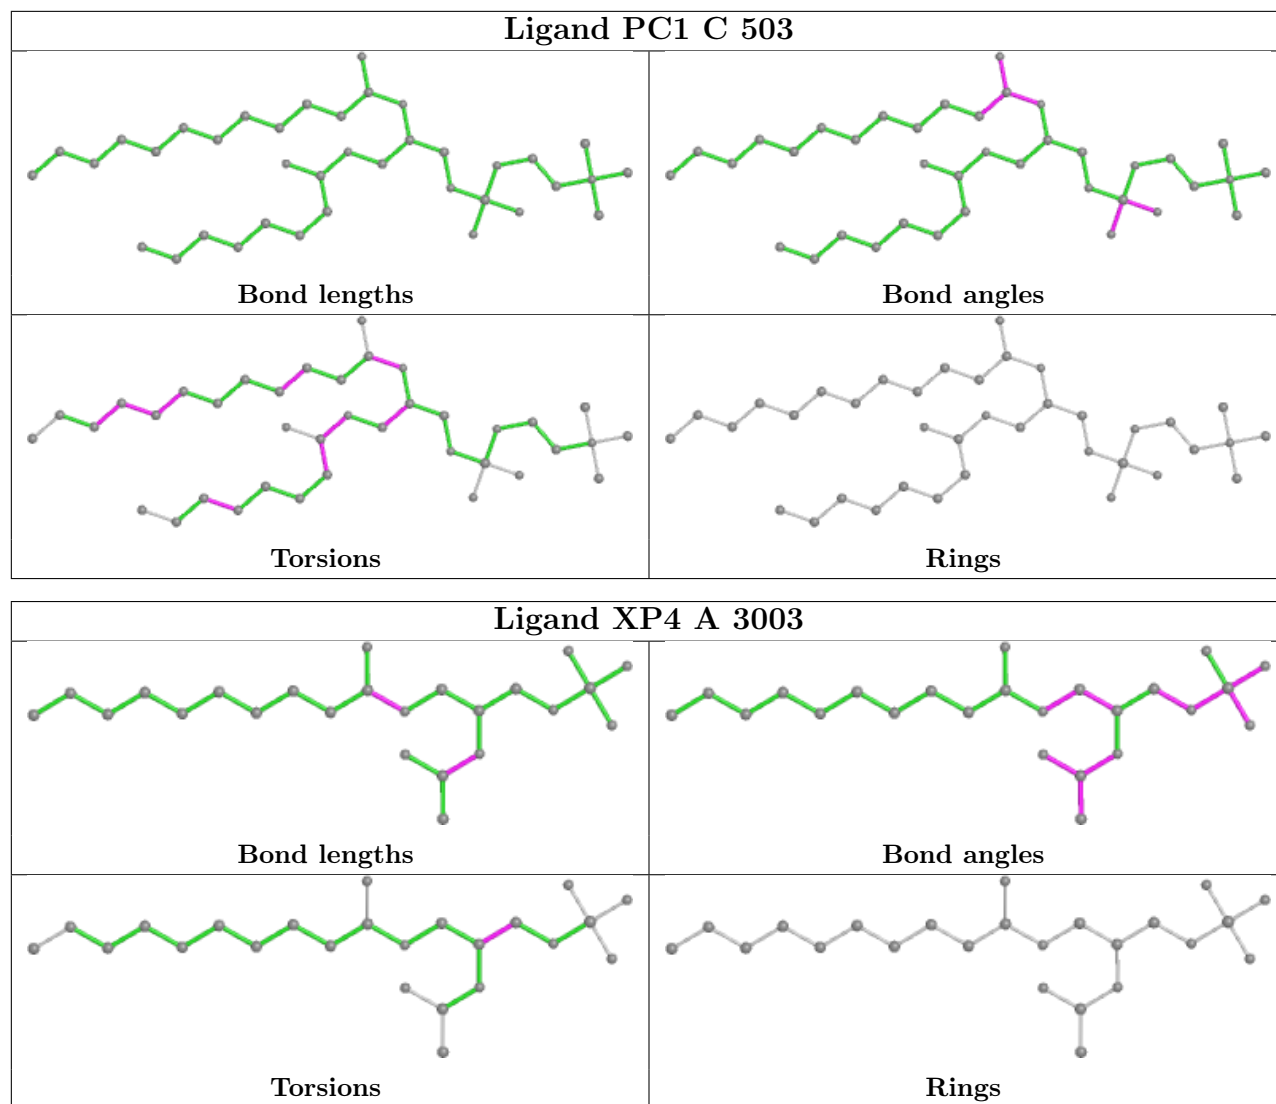 Ligand PC1 C 503
Bond lengths
Bond angles
Torsions
Rings
Ligand XP4 A 3003
Bond lengths
Bond angles
Torsions
Rings